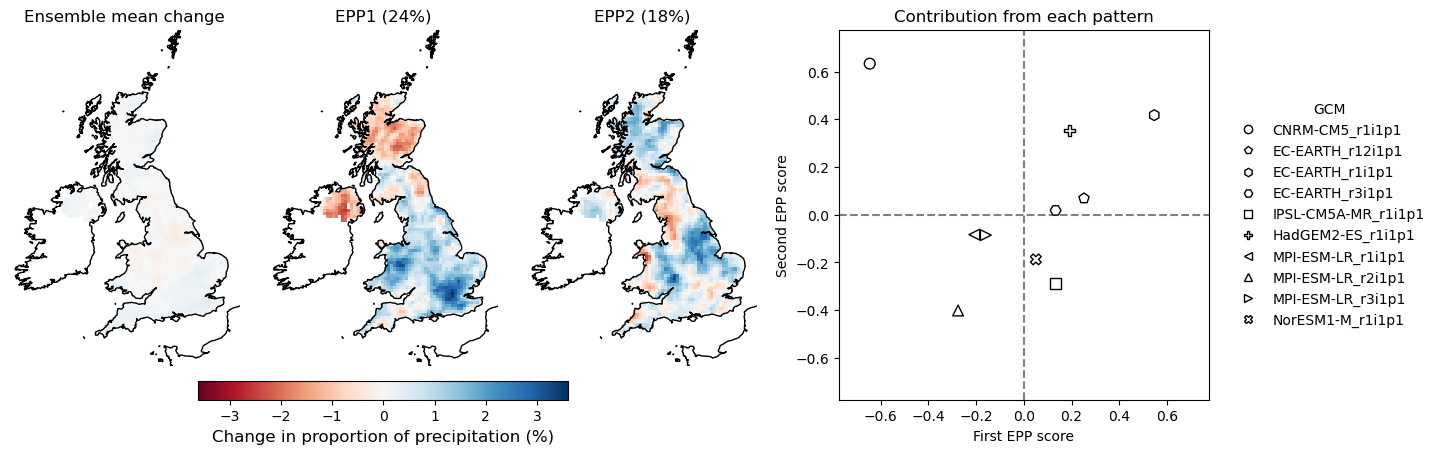 Ensemble mean change
EPP1 (24%)
EPP2 (18%)
−3 −2 −1 0 1 2 3
Change in proportion of precipitation (%)
Contribution from each pattern
Second EPP score
0.6
0.4
0.2
0.0
−0.2
−0.4
−0.6
−0.6 −0.4 −0.2 0.0 0.2 0.4 0.6
First EPP score
GCM
CNRM-CM5_r1i1p1
EC-EARTH_r12i1p1
EC-EARTH_r1i1p1
EC-EARTH_r3i1p1
IPSL-CM5A-MR_r1i1p1
HadGEM2-ES_r1i1p1
MPI-ESM-LR_r1i1p1
MPI-ESM-LR_r2i1p1
MPI-ESM-LR_r3i1p1
NorESM1-M_r1i1p1